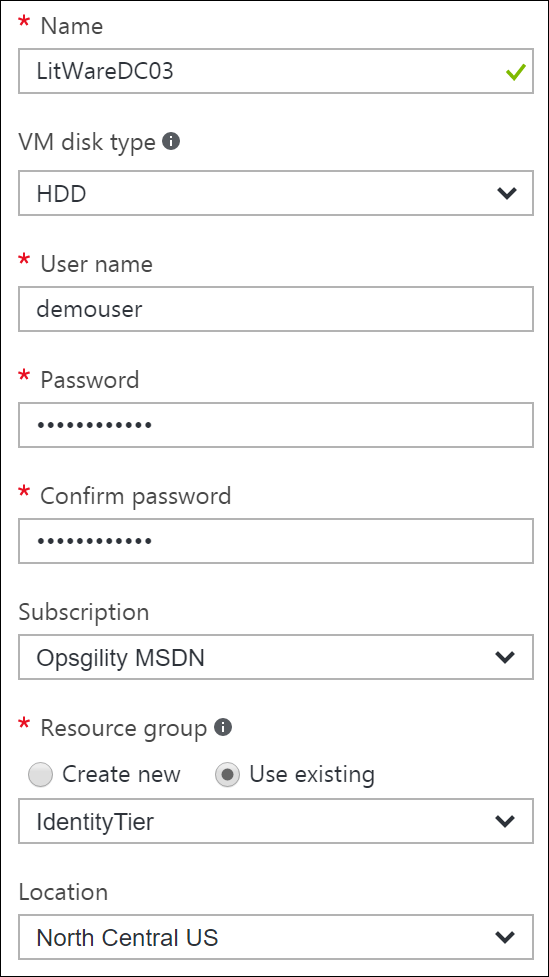 * Name
LitWareDC03
VM disk type
HDD
* User name
demouser
* Password
••••••••••••
* Confirm password
••••••••••••
Subscription
Opsgility MSDN
* Resource group
Create new Use existing
IdentityTier
Location
North Central US